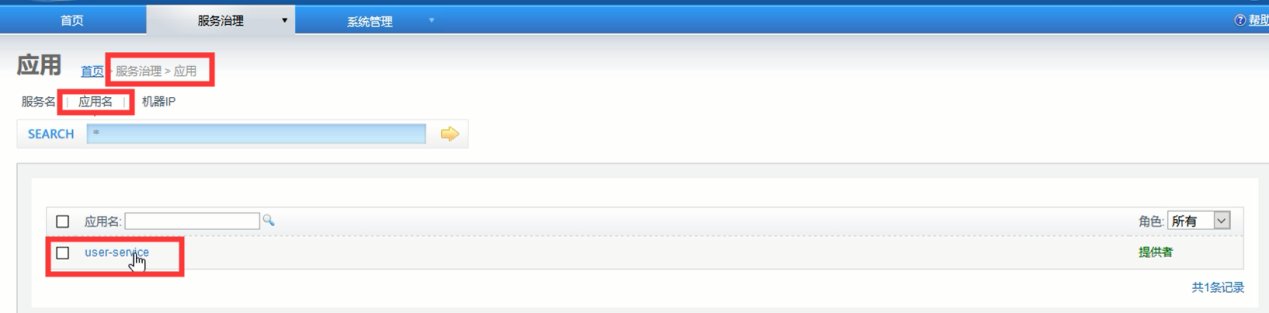 首页 服务治理 系统管理 帮助
应用 首页 > 服务治理 > 应用
服务名 | 应用名 | 机器IP
SEARCH *
应用名: 角色: 所有
user-service 提供者
共1条记录